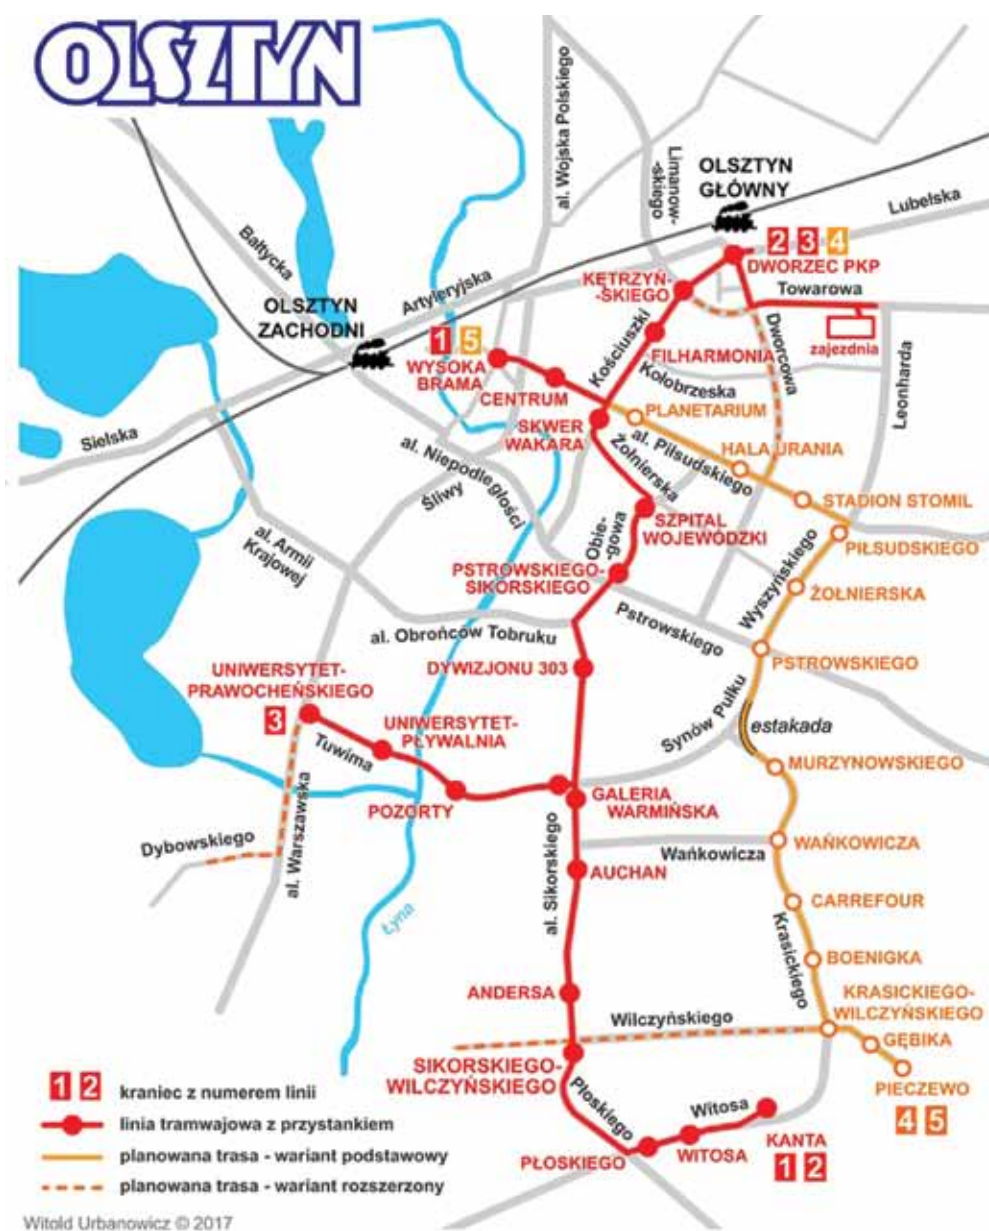 OLSZTYN
al. Wojska Polskiego
Limanow-
-skiego
OLSZTYN
GŁÓWNY
Lubelska
Bałtycka
2 3 4
DWORZEC PKP
Artyleryjska
KĘTRZYŃ-
-SKIEGO
Towarowa
OLSZTYN
ZACHODNI
zajezdnia
1 5
WYSOKA
BRAMA
Kościuszki
FILHARMONIA
Dworcowa
Leonharda
CENTRUM
Kołobrzeska
PLANETARIUM
SKWER
WAKARA
al. Piłsudskiego
HALA URANIA
Sielska
al. Niepodległości
Żołnierska
Śliwy
STADION STOMIL
SZPITAL
WOJEWÓDZKI
Obie-
gowa
al. Armii
Krajowej
PIŁSUDSKIEGO
Wyszyńskiego
PSTROWSKIEGO-
SIKORSKIEGO
ŻOŁNIERSKA
Pstrowskiego
al. Obrońców Tobruku
PSTROWSKIEGO
DYWIZJONU 303
UNIWERSYTET-
PRAWOCHEŃSKIEGO
3
Synów Pułku
estakada
UNIWERSYTET-
PŁYWALNIA
Tuwima
MURZYNOWSKIEGO
POZORTY
GALERIA
WARMIŃSKA
Dybowskiego
al. Warszawska
Wańkowicza
WAŃKOWICZA
al. Sikorskiego
AUCHAN
CARREFOUR
Łyna
Krasickiego
BOENIGKA
ANDERSA
KRASICKIEGO-
WILCZYŃSKIEGO
Wilczyńskiego
GĘBIKA
SIKORSKIEGO-
WILCZYŃSKIEGO
PIECZEWO
4 5
Płoskiego
Witosa
PŁOSKIEGO
WITOSA
KANTA
1 2
1 2 kraniec z numerem linii
linia tramwajowa z przystankiem
planowana trasa - wariant podstawowy
planowana trasa - wariant rozszerzony
Witold Urbanowicz © 2017